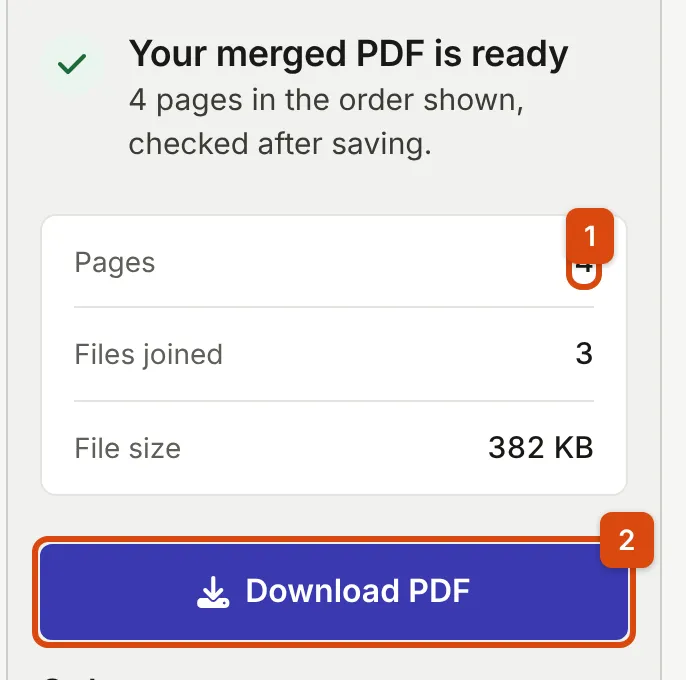 Your merged PDF is ready
4 pages in the order shown,
checked after saving.
1
Pages 4
Files joined 3
File size 382 KB
2
Download PDF